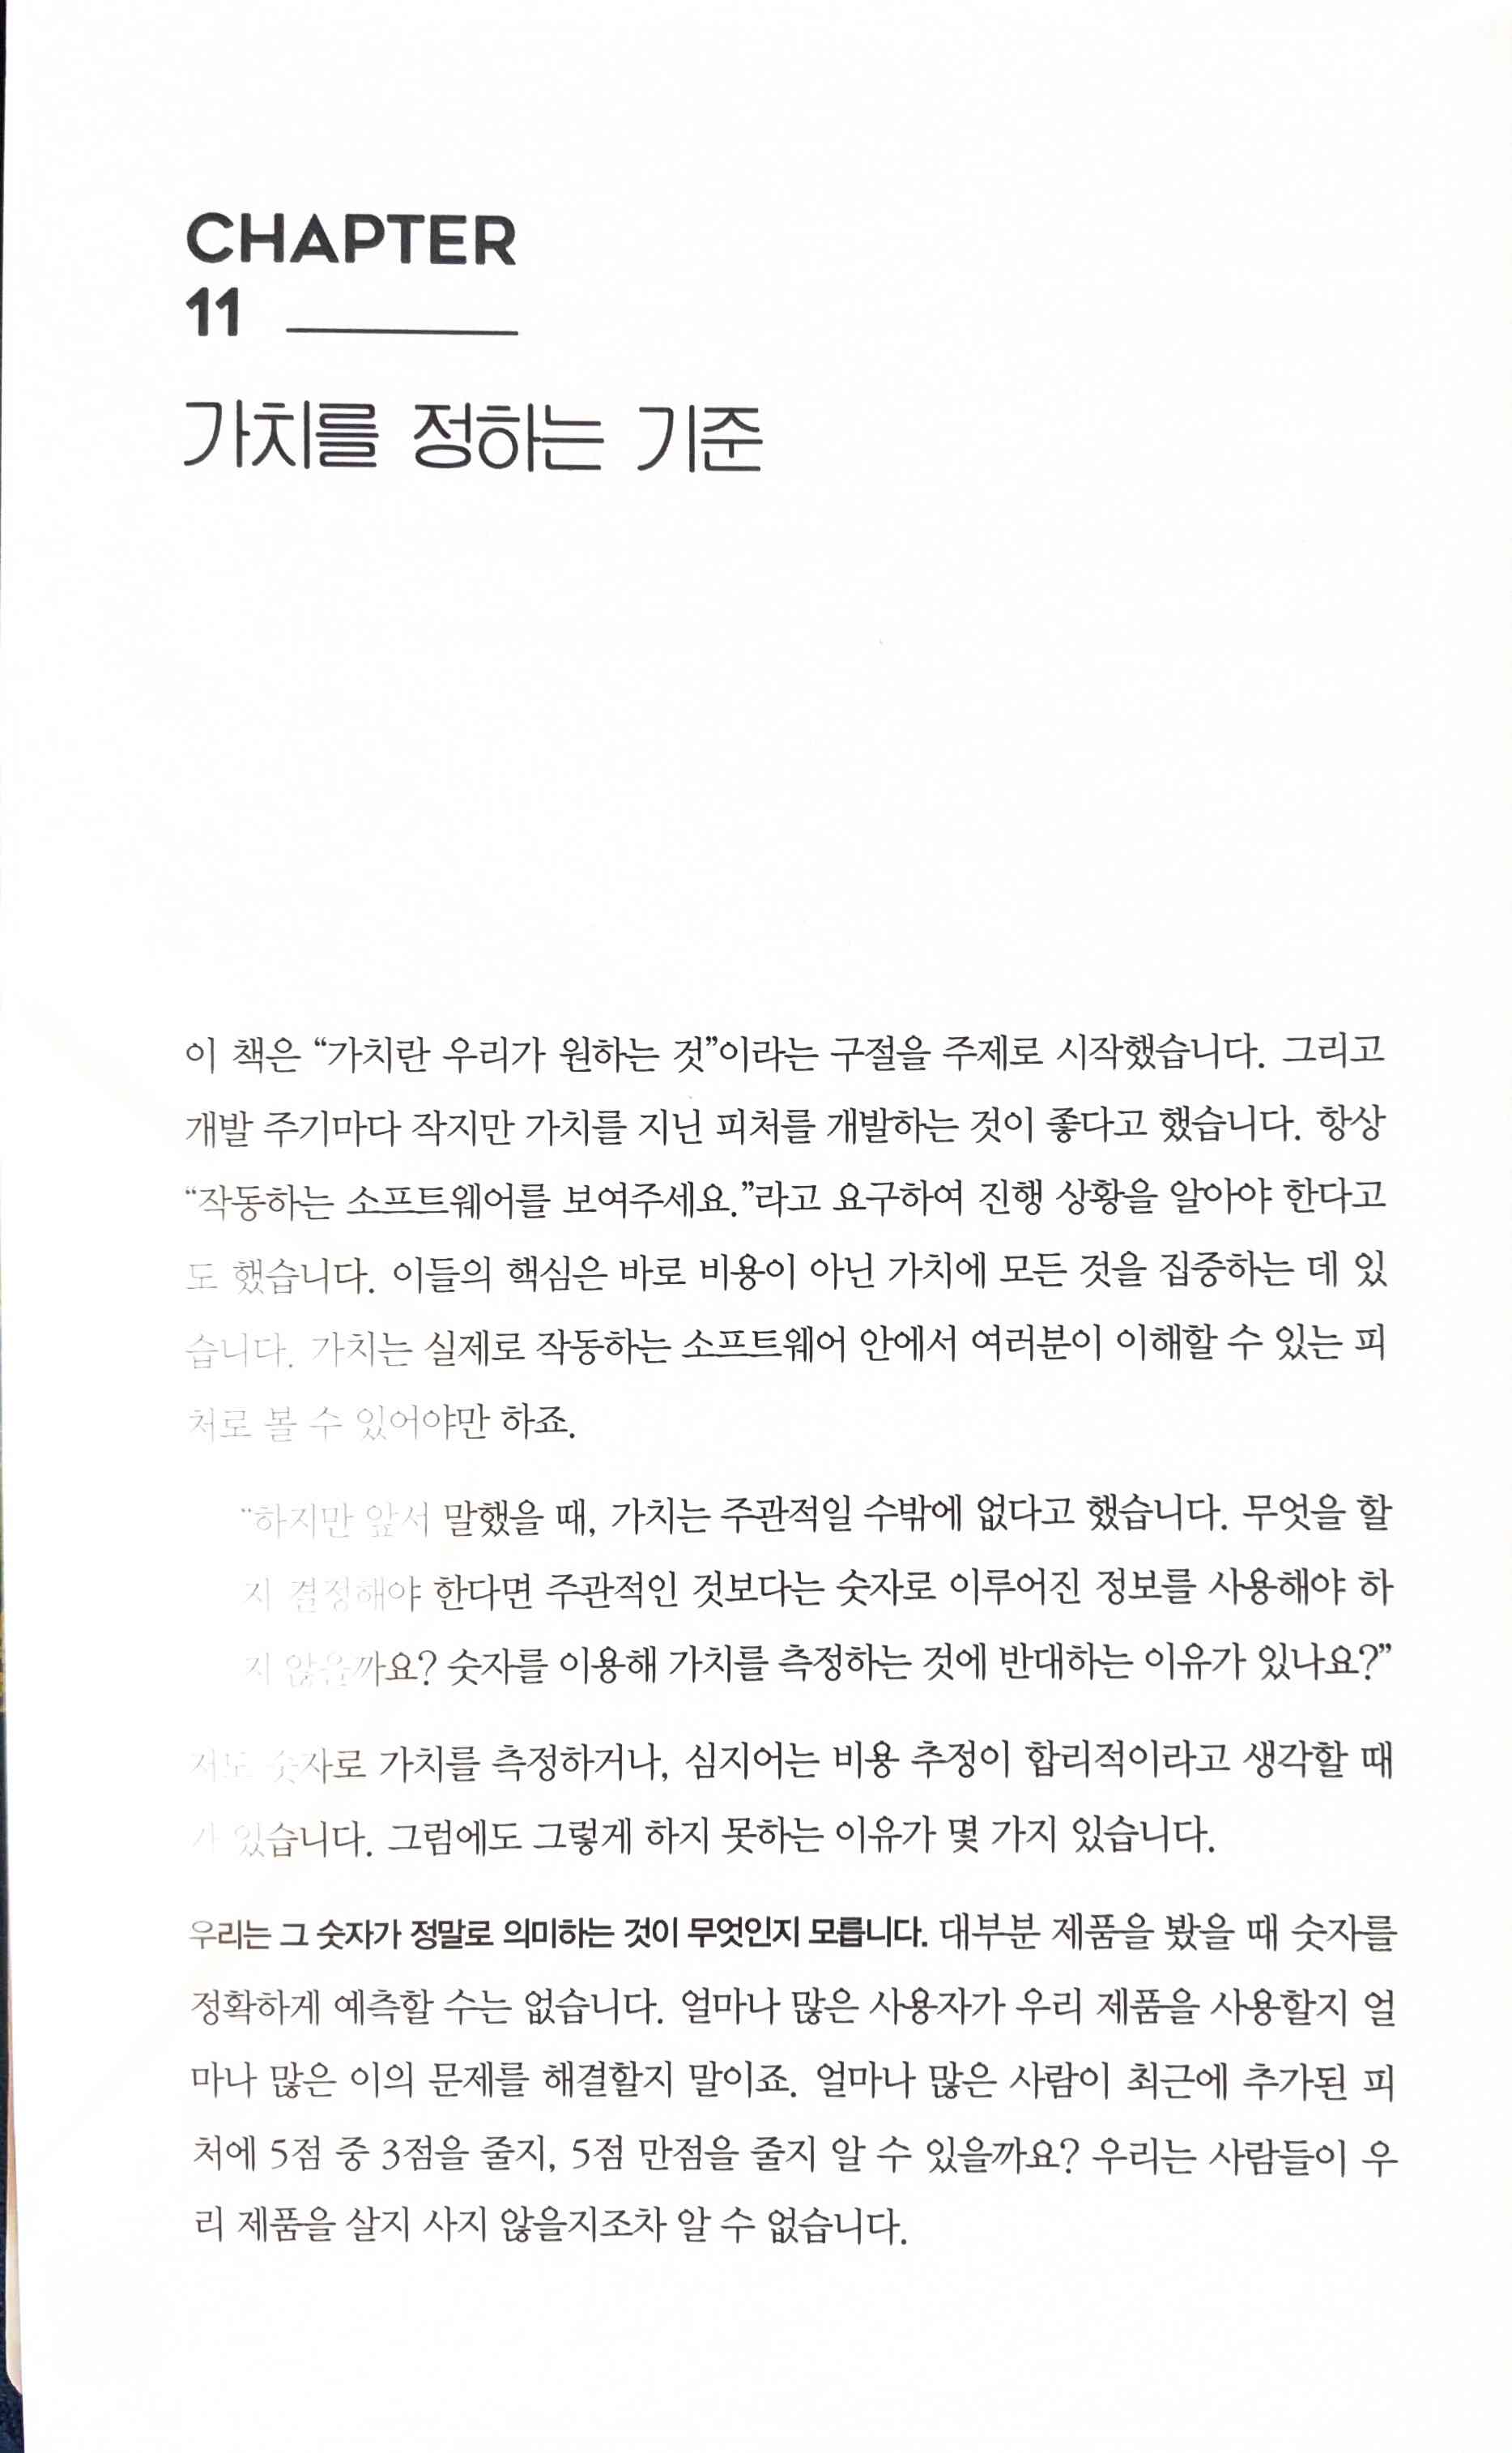 CHAPTER
11
가치를 정하는 기준
이 책은 “가치란 우리가 원하는 것”이라는 구절을 주제로 시작했습니다. 그리고
개발 주기마다 작지만 가치를 지닌 피처를 개발하는 것이 좋다고 했습니다. 항상
“작동하는 소프트웨어를 보여주세요.”라고 요구하여 진행 상황을 알아야 한다고
도 했습니다. 이들의 핵심은 바로 비용이 아닌 가치에 모든 것을 집중하는 데 있
습니다. 가치는 실제로 작동하는 소프트웨어 안에서 여러분이 이해할 수 있는 피
처로 볼 수 있어야만 하죠.
“하지만 앞서 말했을 때, 가치는 주관적일 수밖에 없다고 했습니다. 무엇을 할
지 결정해야 한다면 주관적인 것보다는 숫자로 이루어진 정보를 사용해야 하
지 않을까요? 숫자를 이용해 가치를 측정하는 것에 반대하는 이유가 있나요?”
저도 숫자로 가치를 측정하거나, 심지어는 비용 추정이 합리적이라고 생각할 때
가 있습니다. 그럼에도 그렇게 하지 못하는 이유가 몇 가지 있습니다.
우리는 그 숫자가 정말로 의미하는 것이 무엇인지 모릅니다. 대부분 제품을 봤을 때 숫자를
정확하게 예측할 수는 없습니다. 얼마나 많은 사용자가 우리 제품을 사용할지 얼
마나 많은 이의 문제를 해결할지 말이죠. 얼마나 많은 사람이 최근에 추가된 피
처에 5점 중 3점을 줄지, 5점 만점을 줄지 알 수 있을까요? 우리는 사람들이 우
리 제품을 살지 사지 않을지조차 알 수 없습니다.